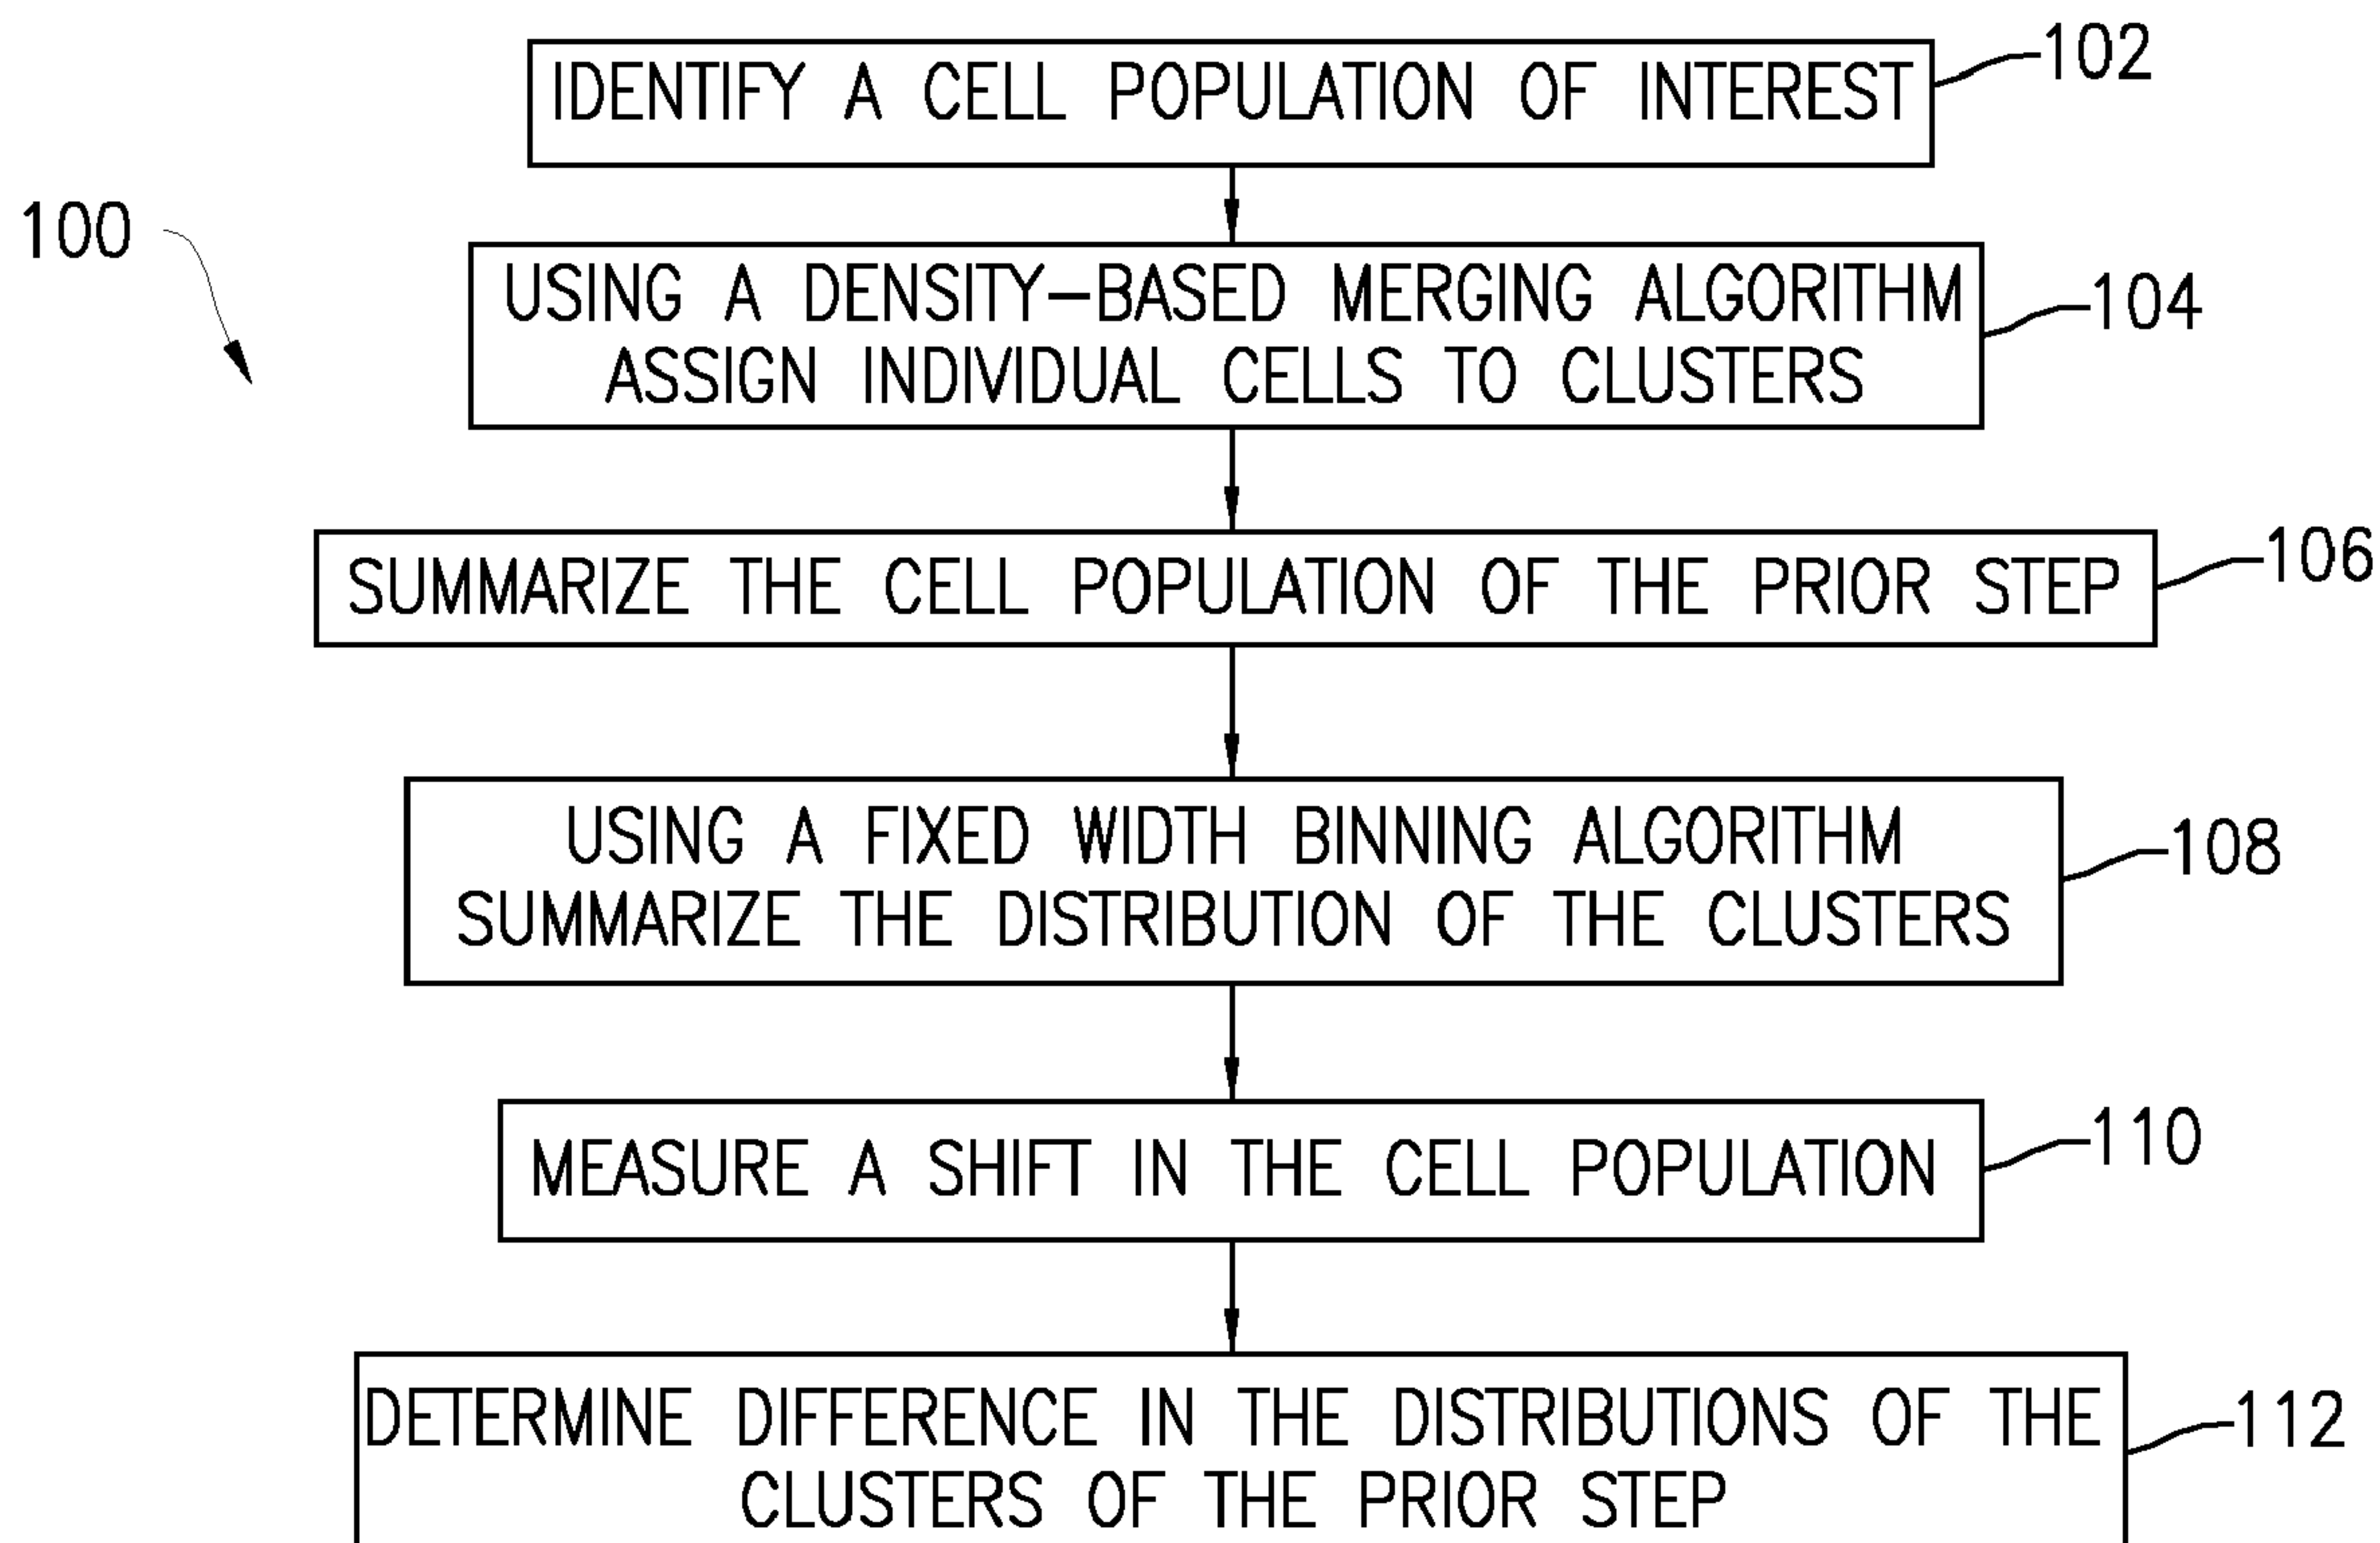 IDENTIFY A CELL POPULATION OF INTEREST
102
100
USING A DENSITY-BASED MERGING ALGORITHM
ASSIGN INDIVIDUAL CELLS TO CLUSTERS
104
SUMMARIZE THE CELL POPULATION OF THE PRIOR STEP
106
USING A FIXED WIDTH BINNING ALGORITHM
SUMMARIZE THE DISTRIBUTION OF THE CLUSTERS
108
MEASURE A SHIFT IN THE CELL POPULATION
110
DETERMINE DIFFERENCE IN THE DISTRIBUTIONS OF THE
CLUSTERS OF THE PRIOR STEP
112